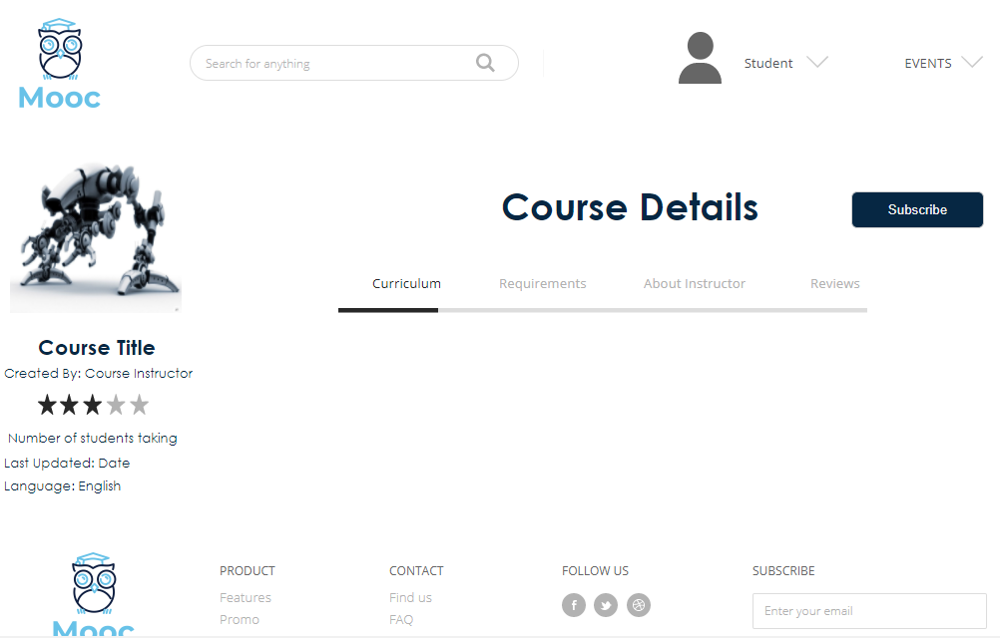 Mooc
Search for anything
Student
EVENTS
Course Details
Subscribe
Curriculum
Requirements
About Instructor
Reviews
Course Title
Created By: Course Instructor
Number of students taking
Last Updated: Date
Language: English
Mooc
PRODUCT
Features
Promo
CONTACT
Find us
FAQ
FOLLOW US
SUBSCRIBE
Enter your email